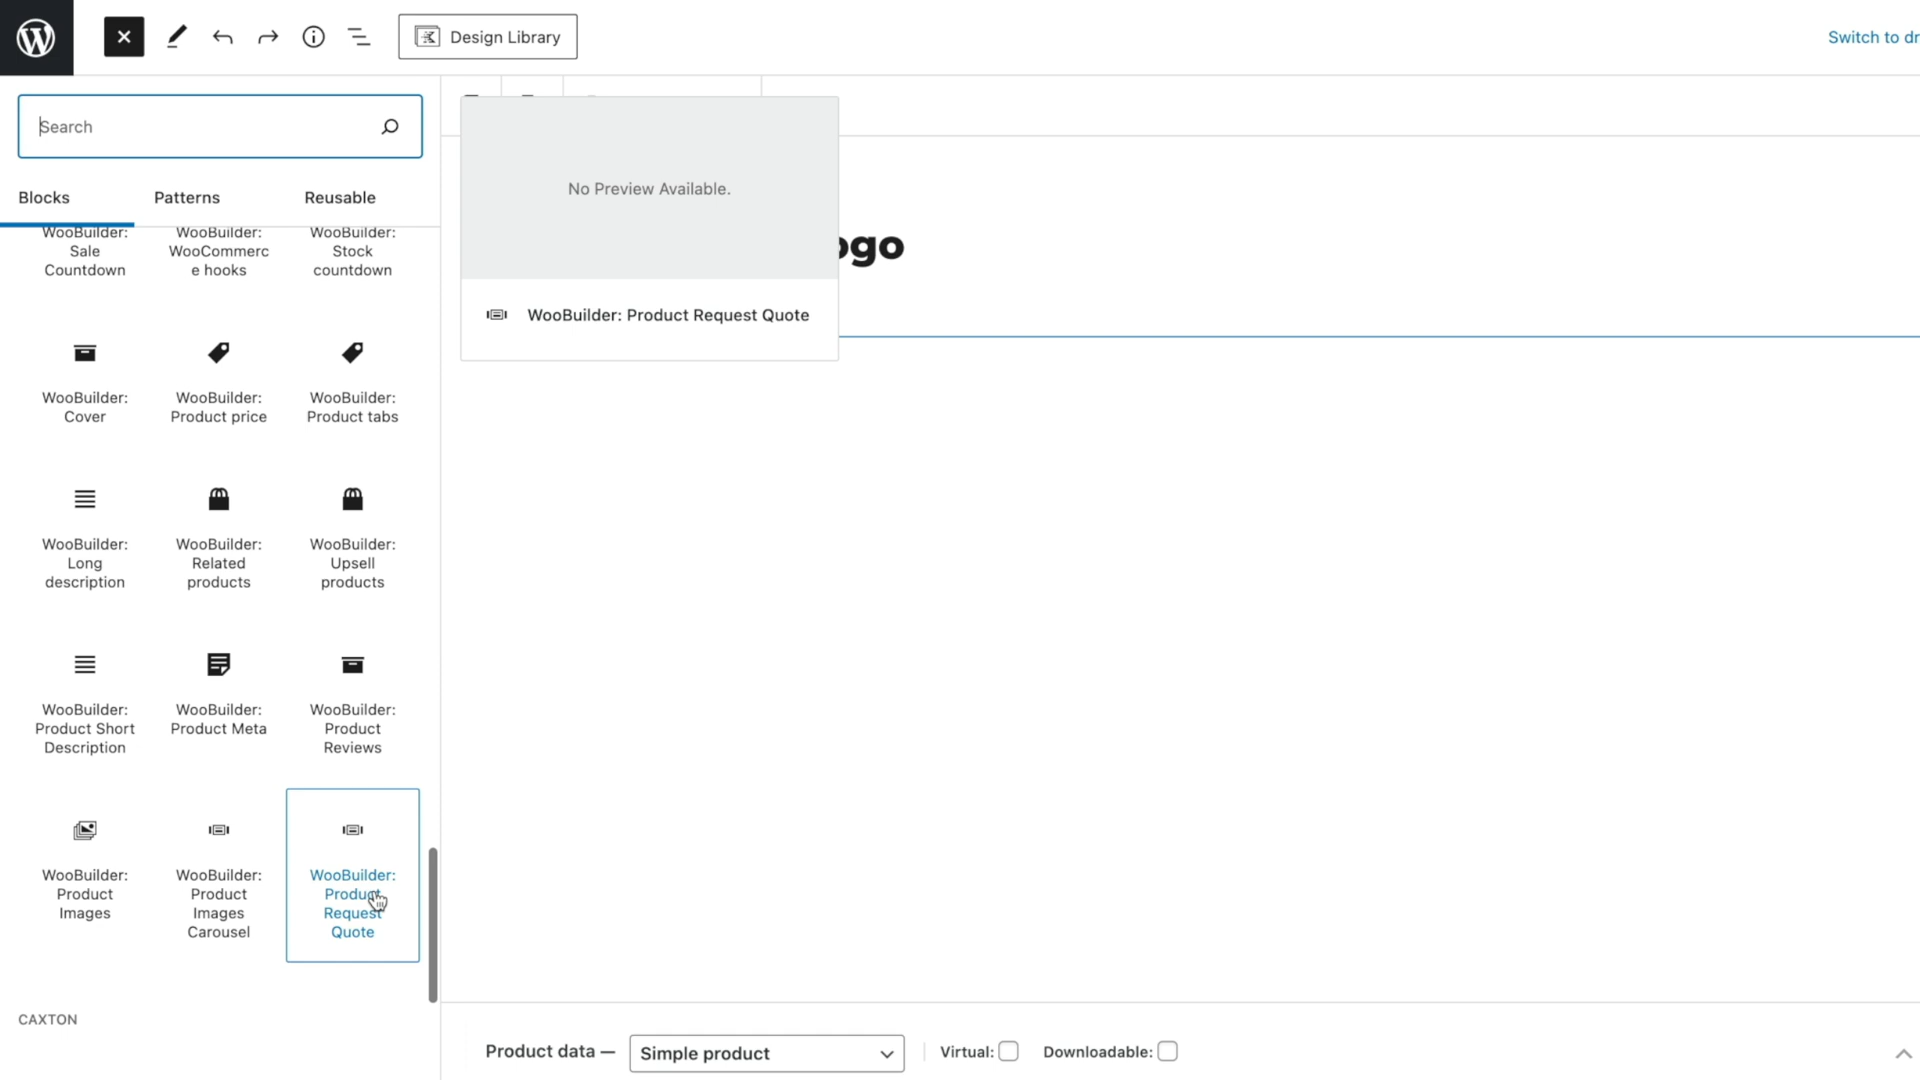 Design Library
Switch to dr
Search
Blocks
Patterns
Reusable
WooBuilder:
Sale
Countdown
WooBuilder:
WooCommerc
e hooks
WooBuilder:
Stock
countdown
No Preview Available.
ogo
WooBuilder: Product Request Quote
WooBuilder:
Cover
WooBuilder:
Product price
WooBuilder:
Product tabs
WooBuilder:
Long
description
WooBuilder:
Related
products
WooBuilder:
Upsell
products
WooBuilder:
Product Short
Description
WooBuilder:
Product Meta
WooBuilder:
Product
Reviews
WooBuilder:
Product
Images
WooBuilder:
Product
Images
Carousel
WooBuilder:
Product
Request
Quote
CAXTON
Product data —
Simple product
Virtual:
Downloadable: